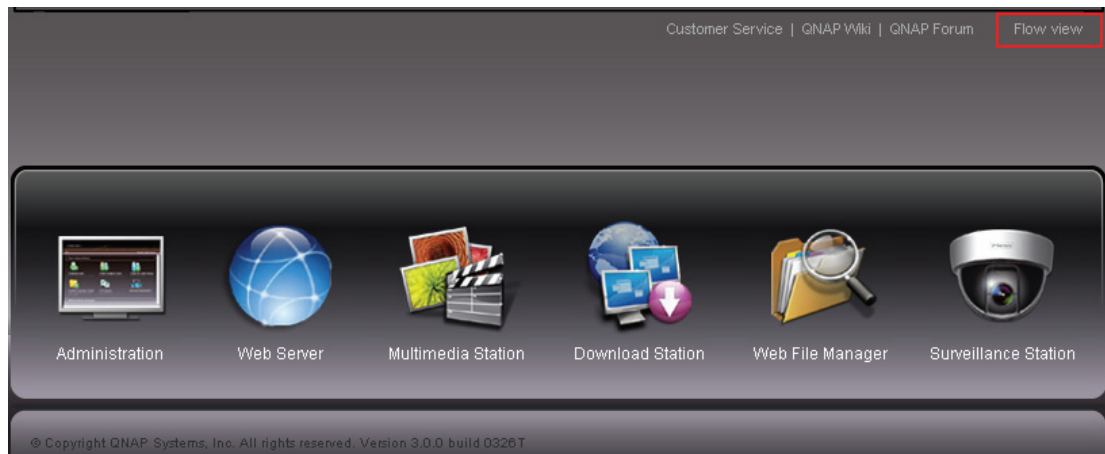 Customer Service | QNAP Wiki | QNAP Forum Flow view
Administration Web Server Multimedia Station Download Station Web File Manager Surveillance Station
© Copyright QNAP Systems, Inc. All rights reserved. Version 3.0.0 build 0326T